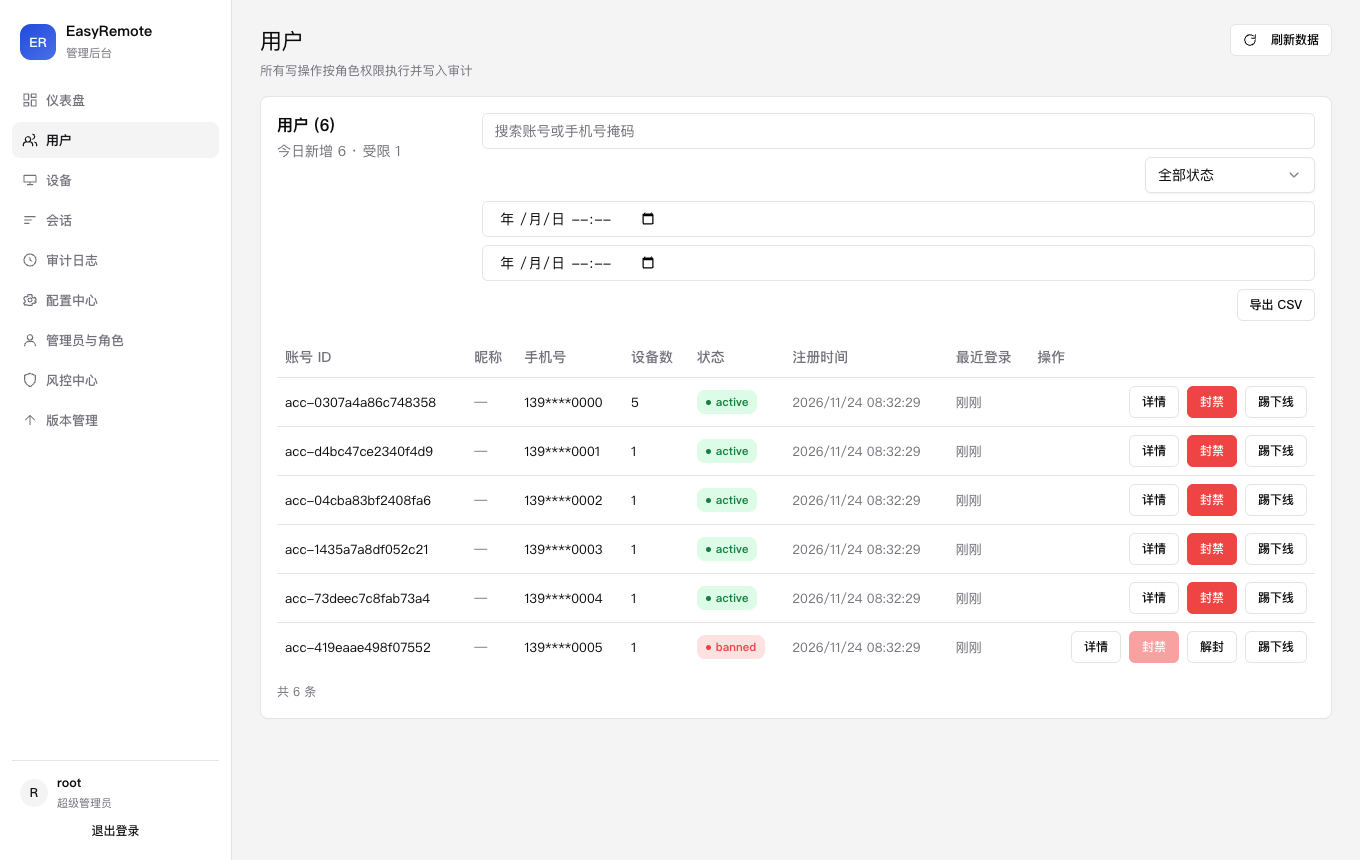 ER
EasyRemote
管理后台
仪表盘
用户
设备
会话
审计日志
配置中心
管理员与角色
风控中心
版本管理
R
root
超级管理员
退出登录
用户
所有写操作按角色权限执行并写入审计
刷新数据
用户 (6)
今日新增 6 · 受限 1
搜索账号或手机号掩码
全部状态
年 /月/日 --:--
年 /月/日 --:--
导出 CSV
账号 ID 昵称 手机号 设备数 状态 注册时间 最近登录 操作
acc-0307a4a86c748358 — 139****0000 5 active 2026/11/24 08:32:29 刚刚 详情 封禁 踢下线
acc-d4bc47ce2340f4d9 — 139****0001 1 active 2026/11/24 08:32:29 刚刚 详情 封禁 踢下线
acc-04cba83bf2408fa6 — 139****0002 1 active 2026/11/24 08:32:29 刚刚 详情 封禁 踢下线
acc-1435a7a8df052c21 — 139****0003 1 active 2026/11/24 08:32:29 刚刚 详情 封禁 踢下线
acc-73deec7c8fab73a4 — 139****0004 1 active 2026/11/24 08:32:29 刚刚 详情 封禁 踢下线
acc-419eaae498f07552 — 139****0005 1 banned 2026/11/24 08:32:29 刚刚 详情 封禁 解封 踢下线
共 6 条